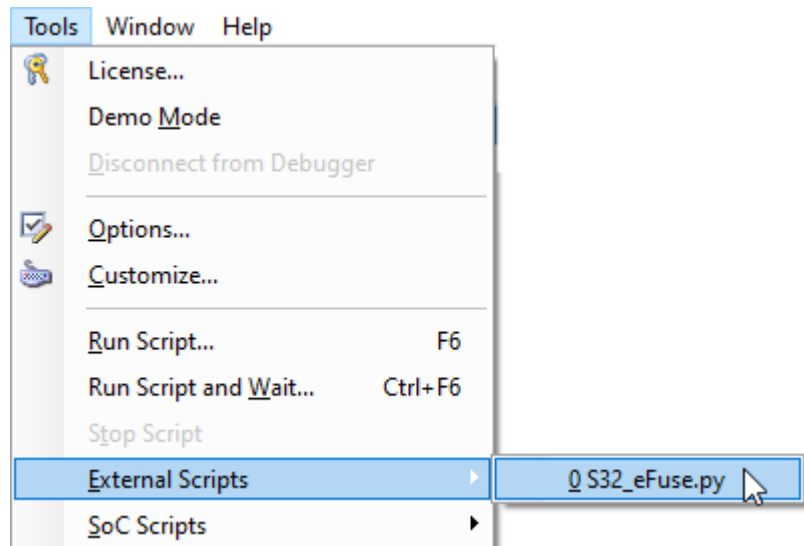 Tools Window Help
License...
Demo Mode
Disconnect from Debugger
Options...
Customize...
Run Script... F6
Run Script and Wait... Ctrl+F6
Stop Script
External Scripts
0 S32_eFuse.py
SoC Scripts